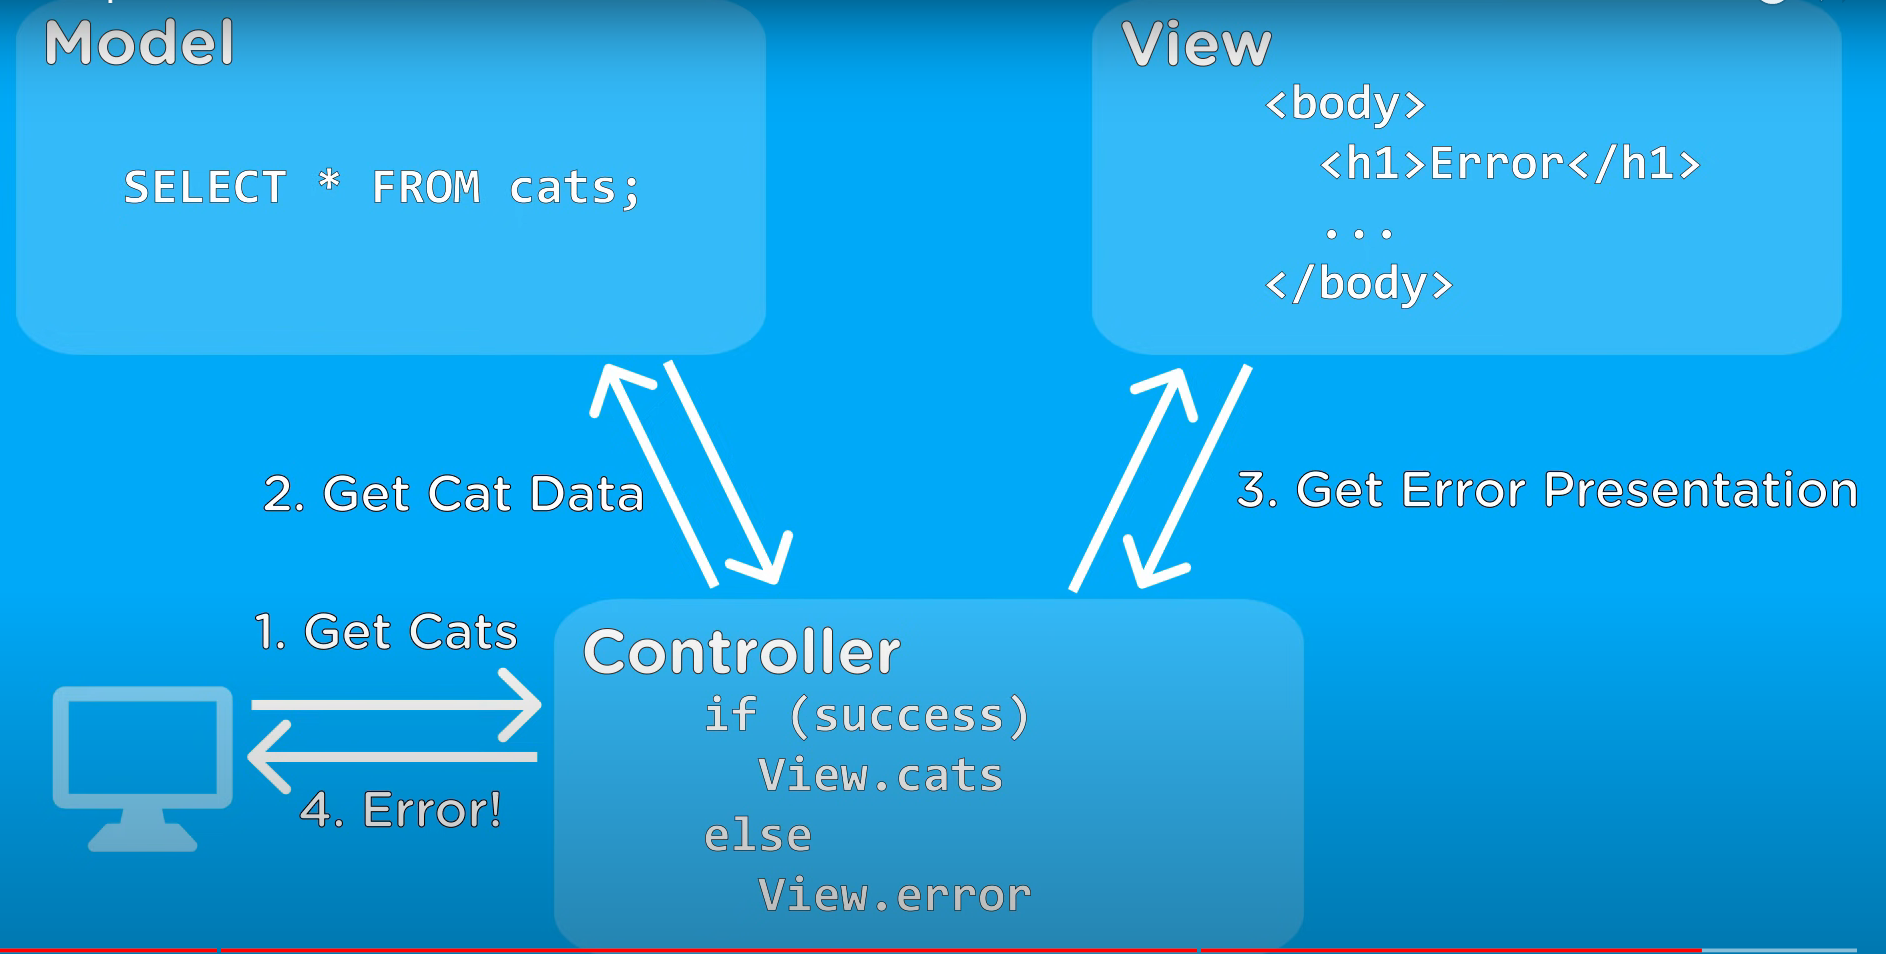 Model
SELECT * FROM cats;
View
<body>
<h1>Error</h1>
...
</body>
2. Get Cat Data
3. Get Error Presentation
1. Get Cats
4. Error!
Controller
if (success)
View.cats
else
View.error